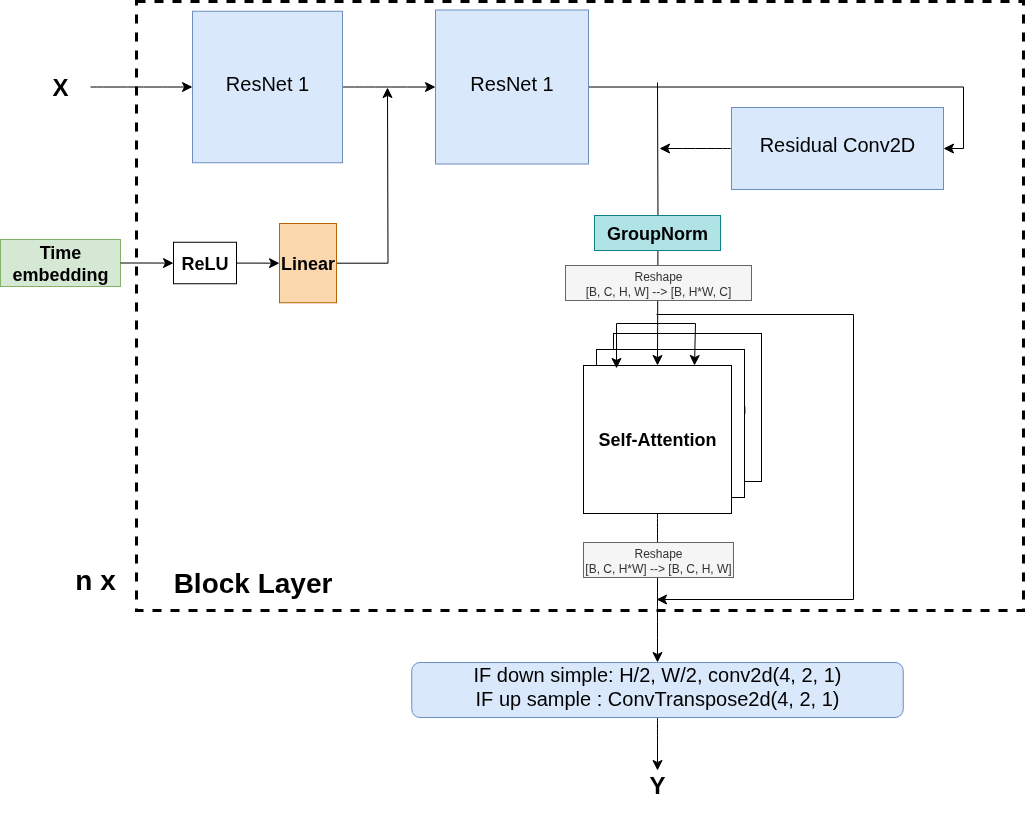 X
ResNet 1
ResNet 1
Residual Conv2D
Time
embedding
ReLU
Linear
GroupNorm
Reshape
[B, C, H, W] --> [B, H*W, C]
Self-Attention
Reshape
[B, C, H*W] --> [B, C, H, W]
n x
Block Layer
IF down simple: H/2, W/2, conv2d(4, 2, 1)
IF up sample : ConvTranspose2d(4, 2, 1)
Y